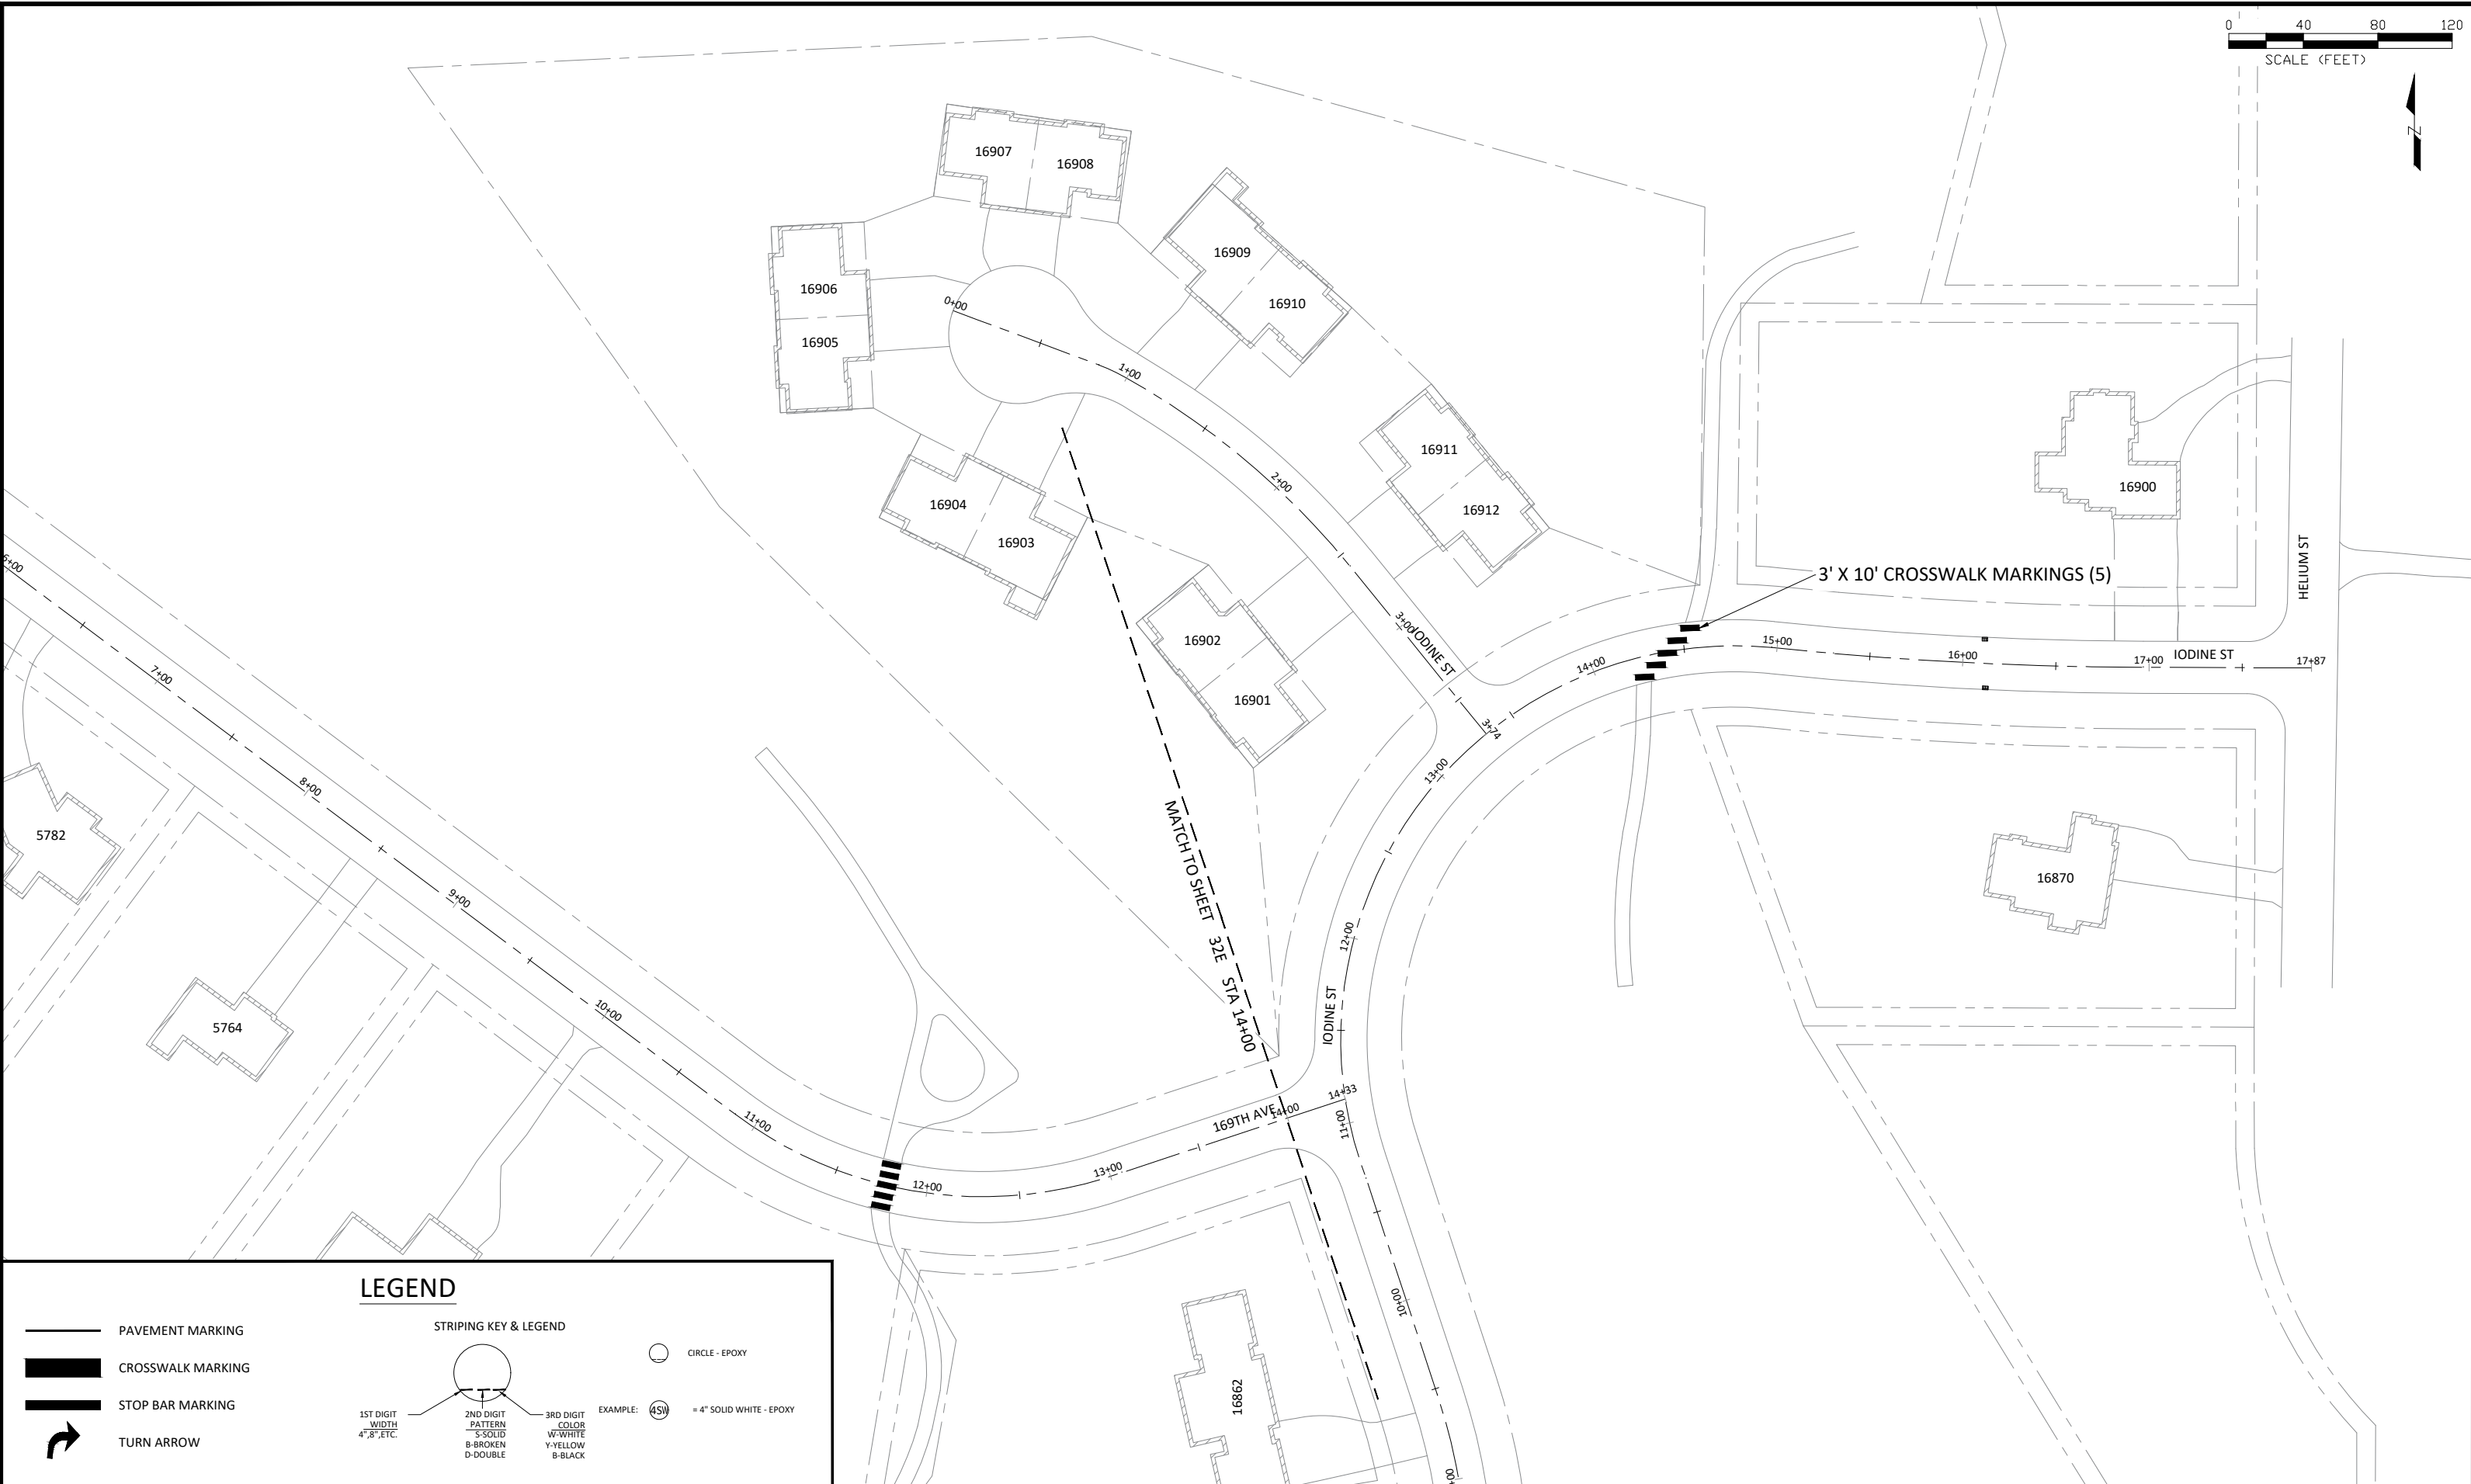 0 40 80 120
SCALE (FEET)
N
16907
16908
16909
16910
16906
16905
0+00
1+00
16911
16912
16904
16903
2+00
16900
HELIUM ST
3' X 10' CROSSWALK MARKINGS (5)
16902
16901
3+00
IODINE ST
3+74
14+00
15+00
16+00
17+00
IODINE ST
17+87
6+00
7+00
8+00
9+00
10+00
11+00
12+00
13+00
169TH AVE
14+00
14+33
5782
5764
MATCH TO SHEET 32E STA 14+00
13+00
12+00
IODINE ST
11+00
10+00
16870
16862
LEGEND
PAVEMENT MARKING
CROSSWALK MARKING
STOP BAR MARKING
TURN ARROW
STRIPING KEY & LEGEND
1ST DIGIT
WIDTH
4",8",ETC.
2ND DIGIT
PATTERN
S-SOLID
B-BROKEN
D-DOUBLE
3RD DIGIT
COLOR
W-WHITE
Y-YELLOW
B-BLACK
CIRCLE - EPOXY
EXAMPLE: 4SW = 4" SOLID WHITE - EPOXY